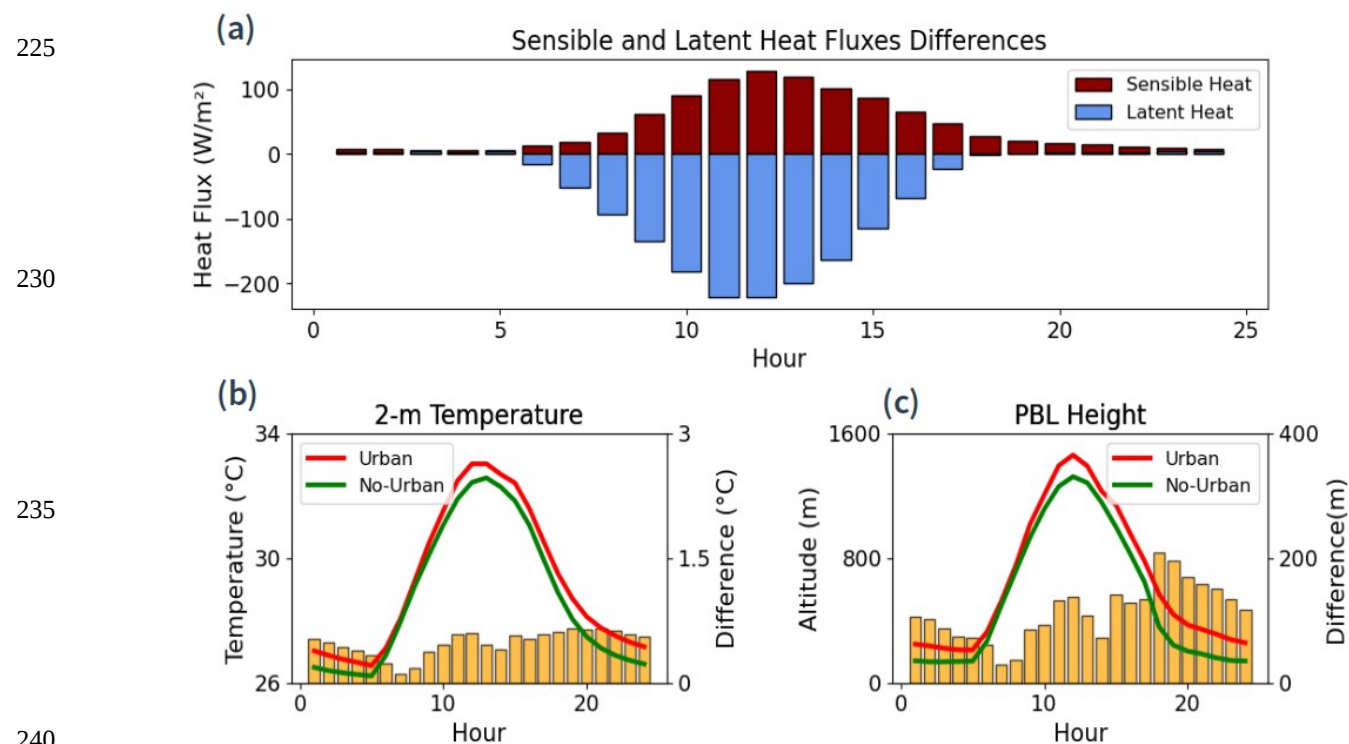 225
(a)
Sensible and Latent Heat Fluxes Differences
Heat Flux (W/m²)
100
0
−100
−200
Sensible Heat
Latent Heat
0 5 10 15 20 25
Hour
230
(b)
2-m Temperature
Temperature (°C)
34
30
26
Urban
No-Urban
3
1.5
0
Difference (°C)
0 10 20
Hour
(c)
PBL Height
Altitude (m)
1600
800
0
Urban
No-Urban
400
200
0
Difference(m)
0 10 20
Hour
235
240